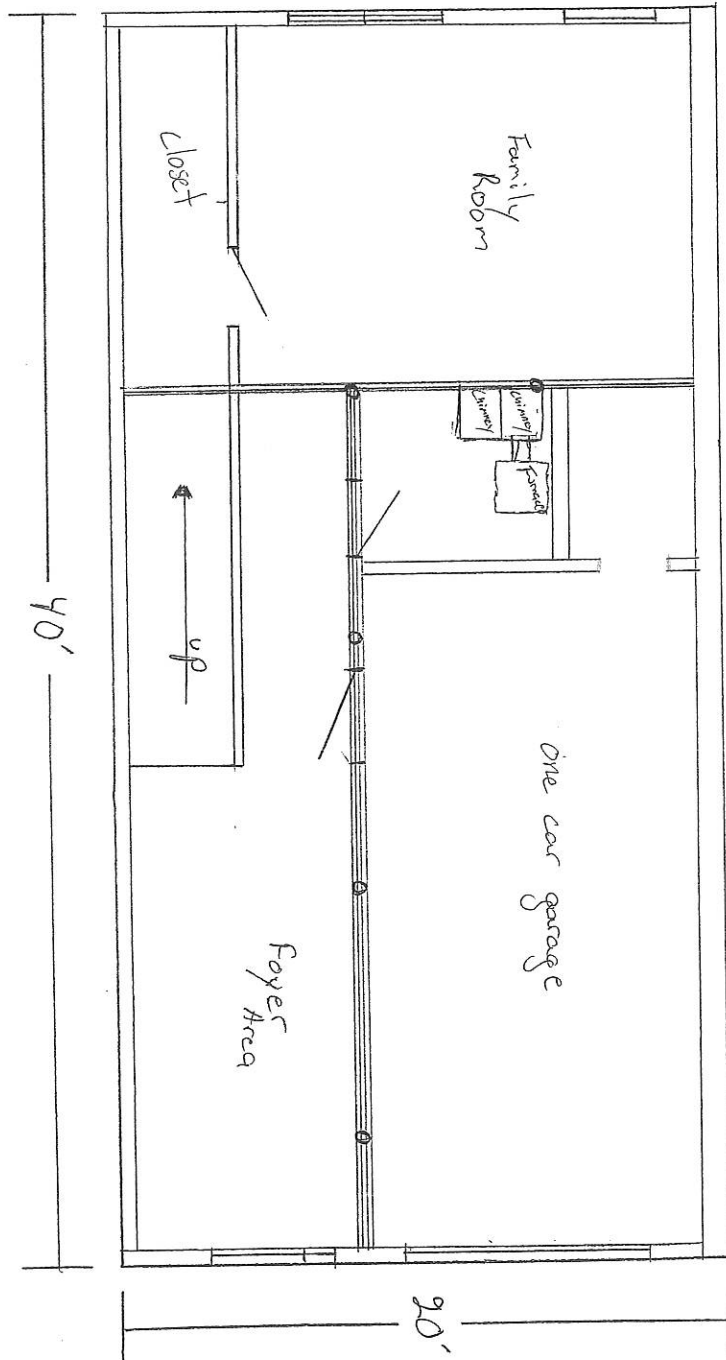 Closet
Family
Room
Chimney
Chimney
Furnace
up
One car garage
Foyer
Area
40'
20'